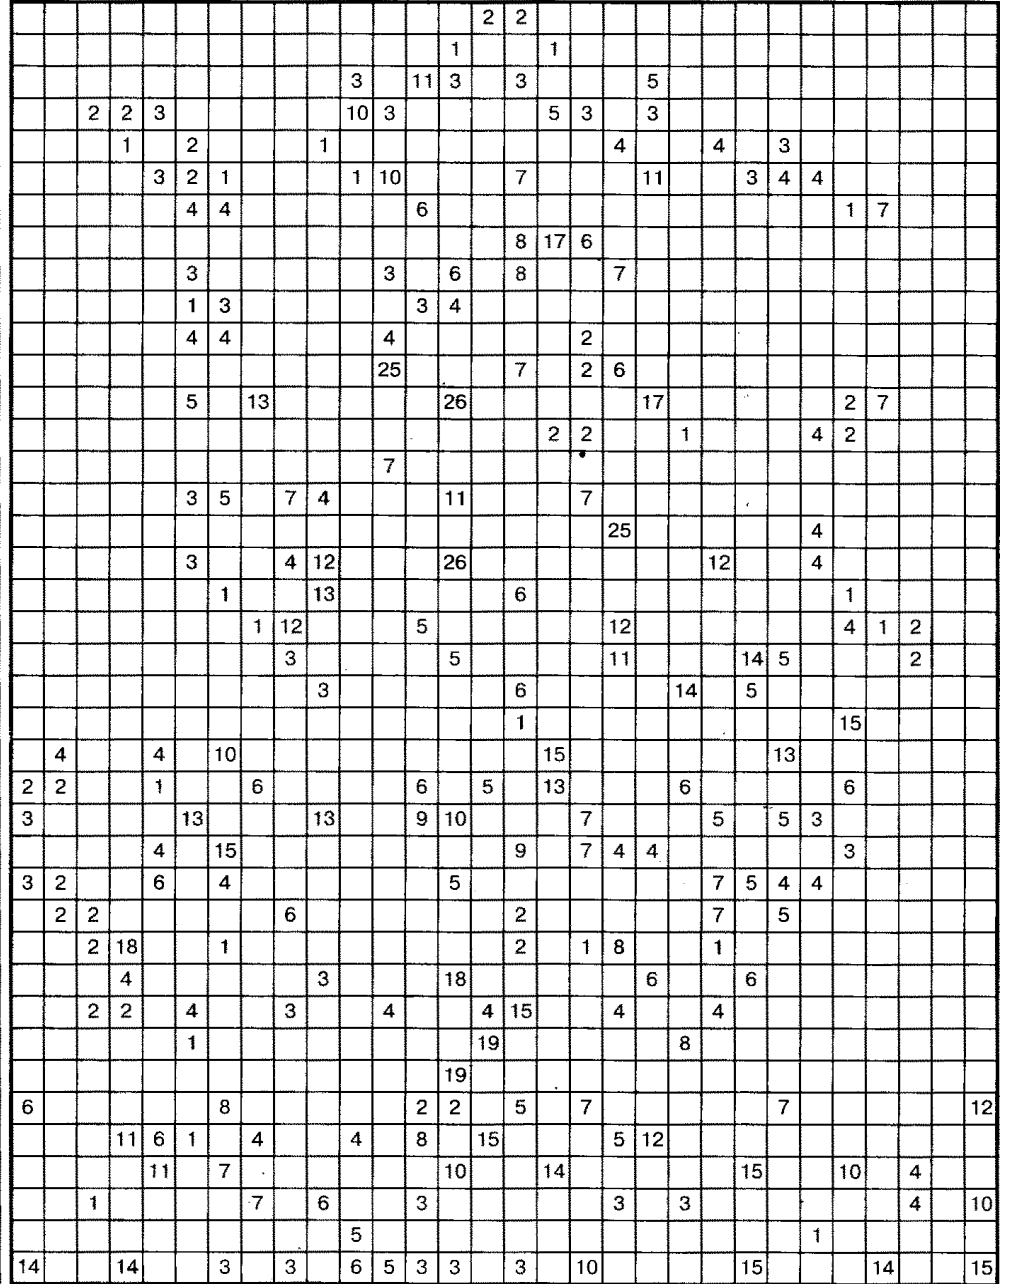 2 2
1 1
3 11 3 3 5
2 2 3 10 3 5 3 3
1 2 1 4 4 3
3 2 1 1 10 7 11 3 4 4
4 4 6 1 7
8 17 6
3 3 6 8 7
1 3 3 4
4 4 4 2
25 7 2 6
5 13 26 17 2 7
2 2 1 4 2
7
3 5 7 4 11 7
25 4
3 4 12 26 12 4
1 13 6 1
1 12 5 12 4 1 2
3 5 11 14 5 2
3 6 14 5
1 15
4 4 10 15 13
2 2 1 6 6 5 13 6 6
3 13 13 9 10 7 5 5 3
4 15 9 7 4 4 3
3 2 6 4 5 7 5 4 4
2 2 6 2 7 5
2 18 1 2 1 8 1
4 3 18 6 6
2 2 4 3 4 4 15 4 4
1 19 8
19
6 8 2 2 5 7 7 12
11 6 1 4 4 8 15 5 12
11 7 10 14 15 10 4
1 7 6 3 3 3 4 10
5 1
14 14 3 3 6 5 3 3 3 10 15 14 15